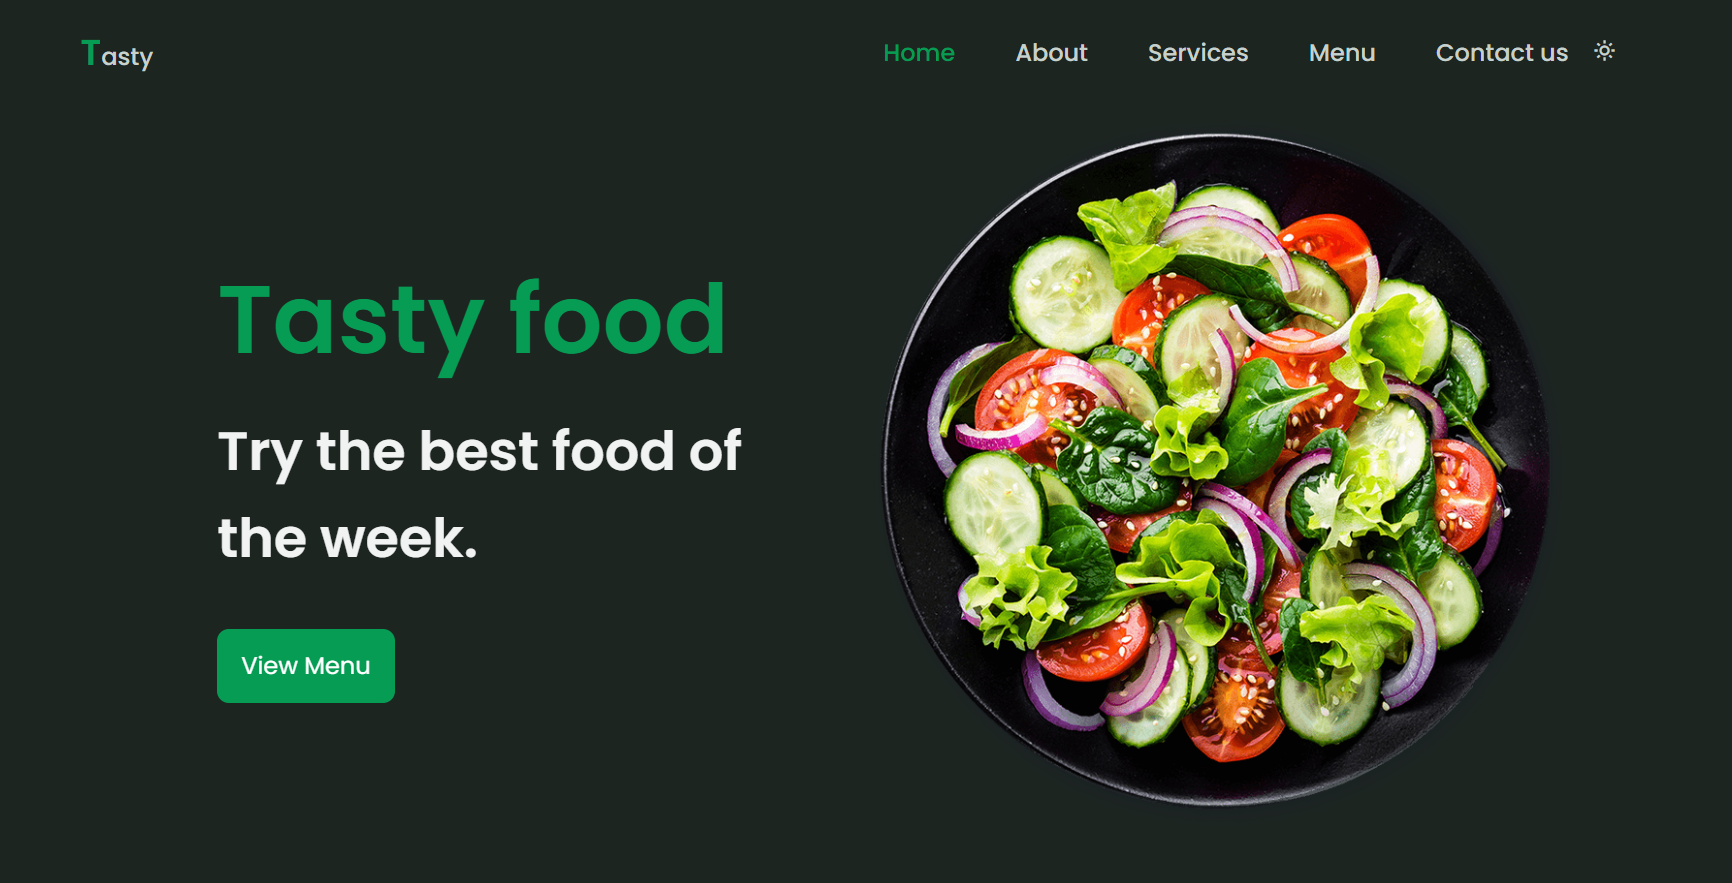 Tasty
Home About Services Menu Contact us
Tasty food
Try the best food of
the week.
View Menu